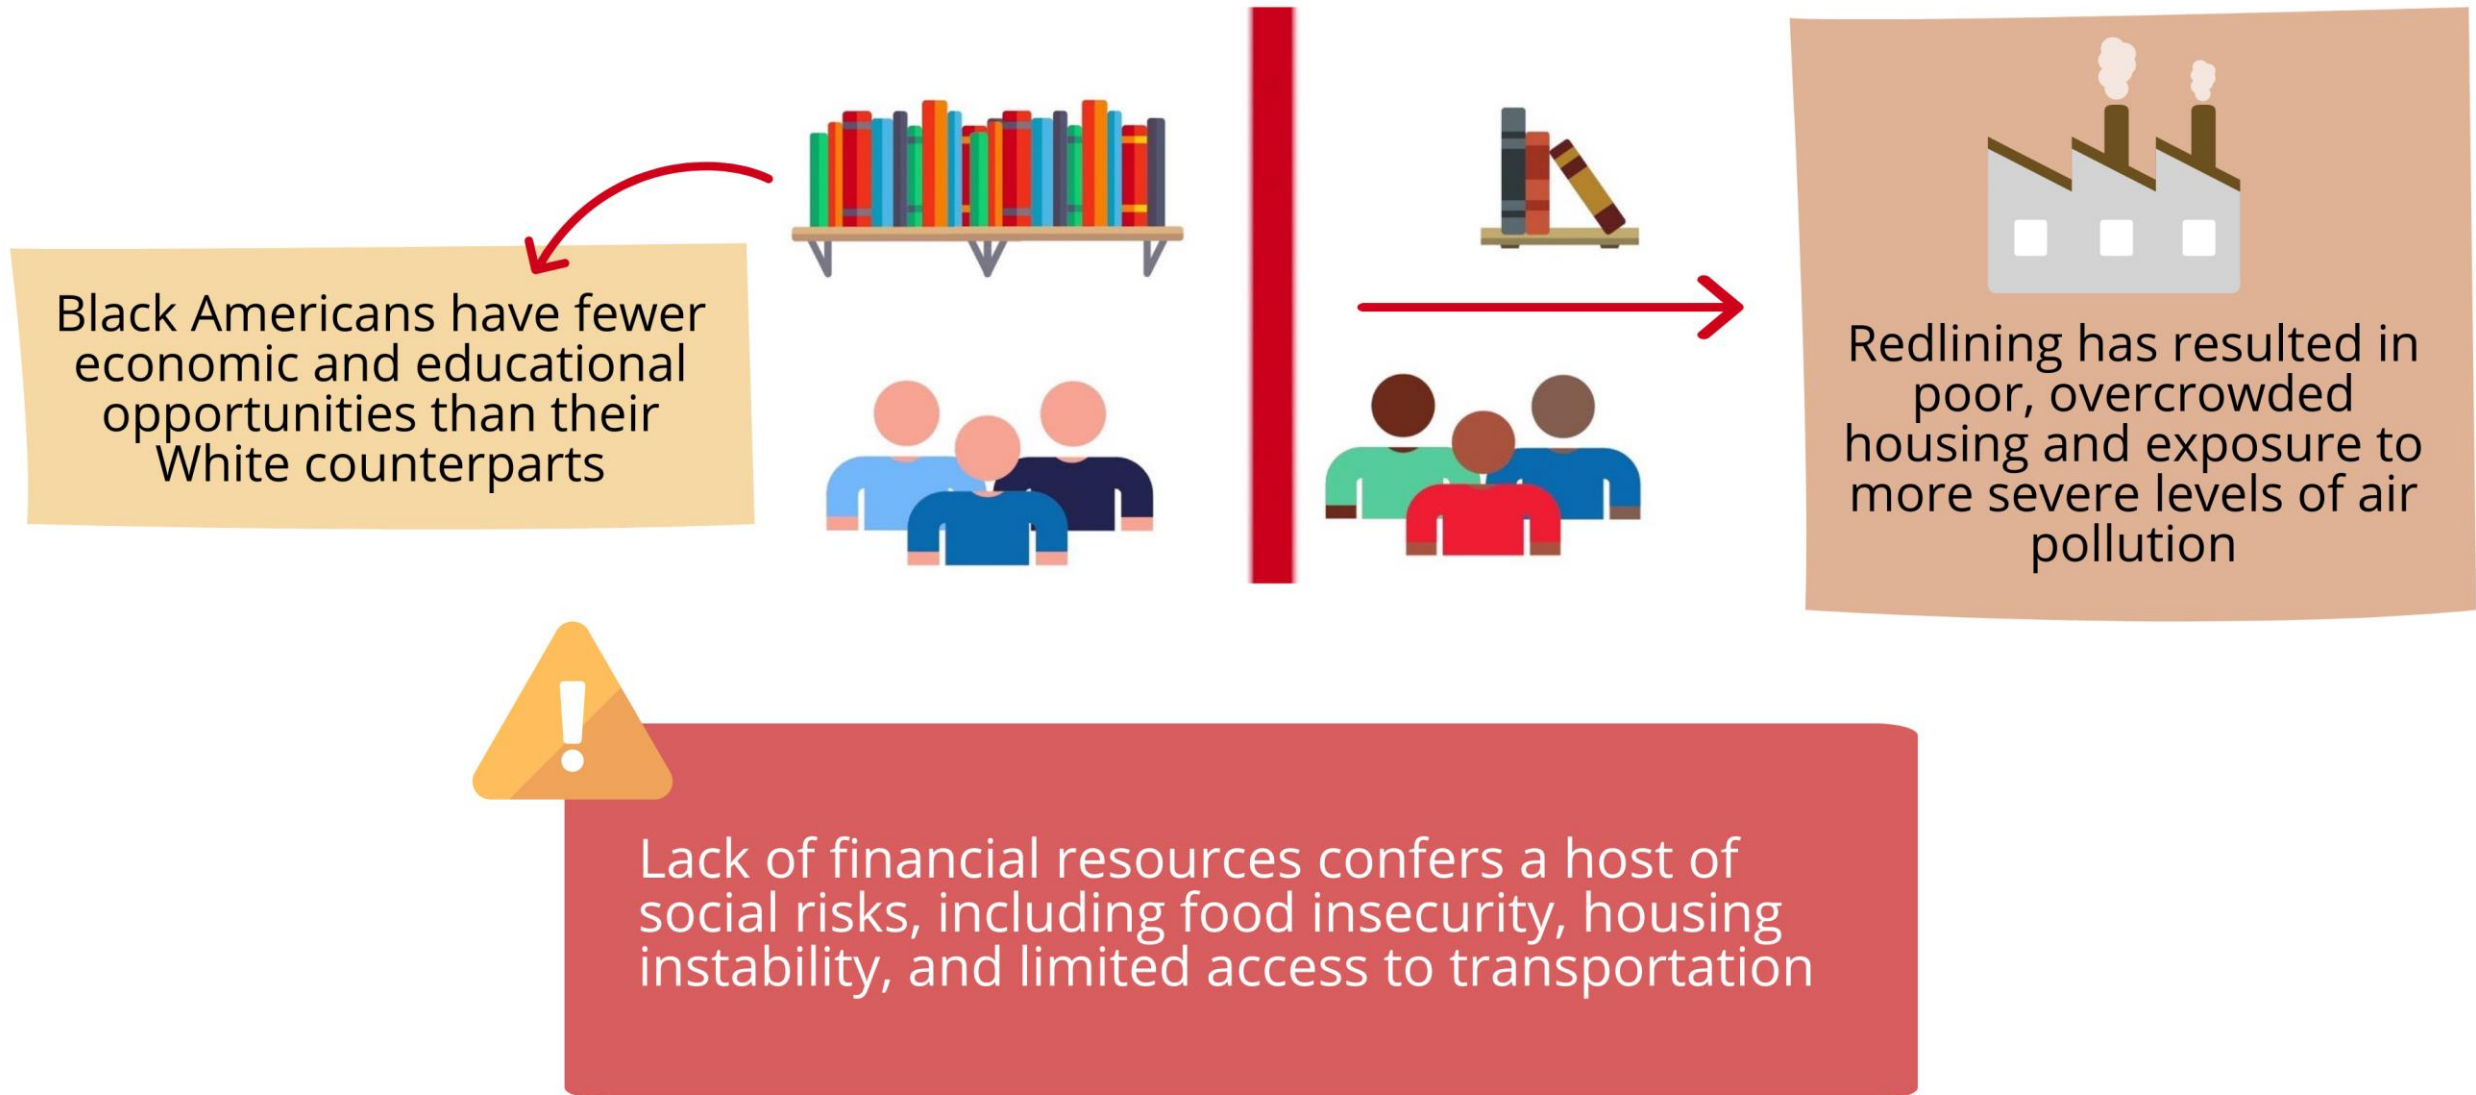 Black Americans have fewer
economic and educational
opportunities than their
White counterparts
Redlining has resulted in
poor, overcrowded
housing and exposure to
more severe levels of air
pollution
Lack of financial resources confers a host of
social risks, including food insecurity, housing
instability, and limited access to transportation